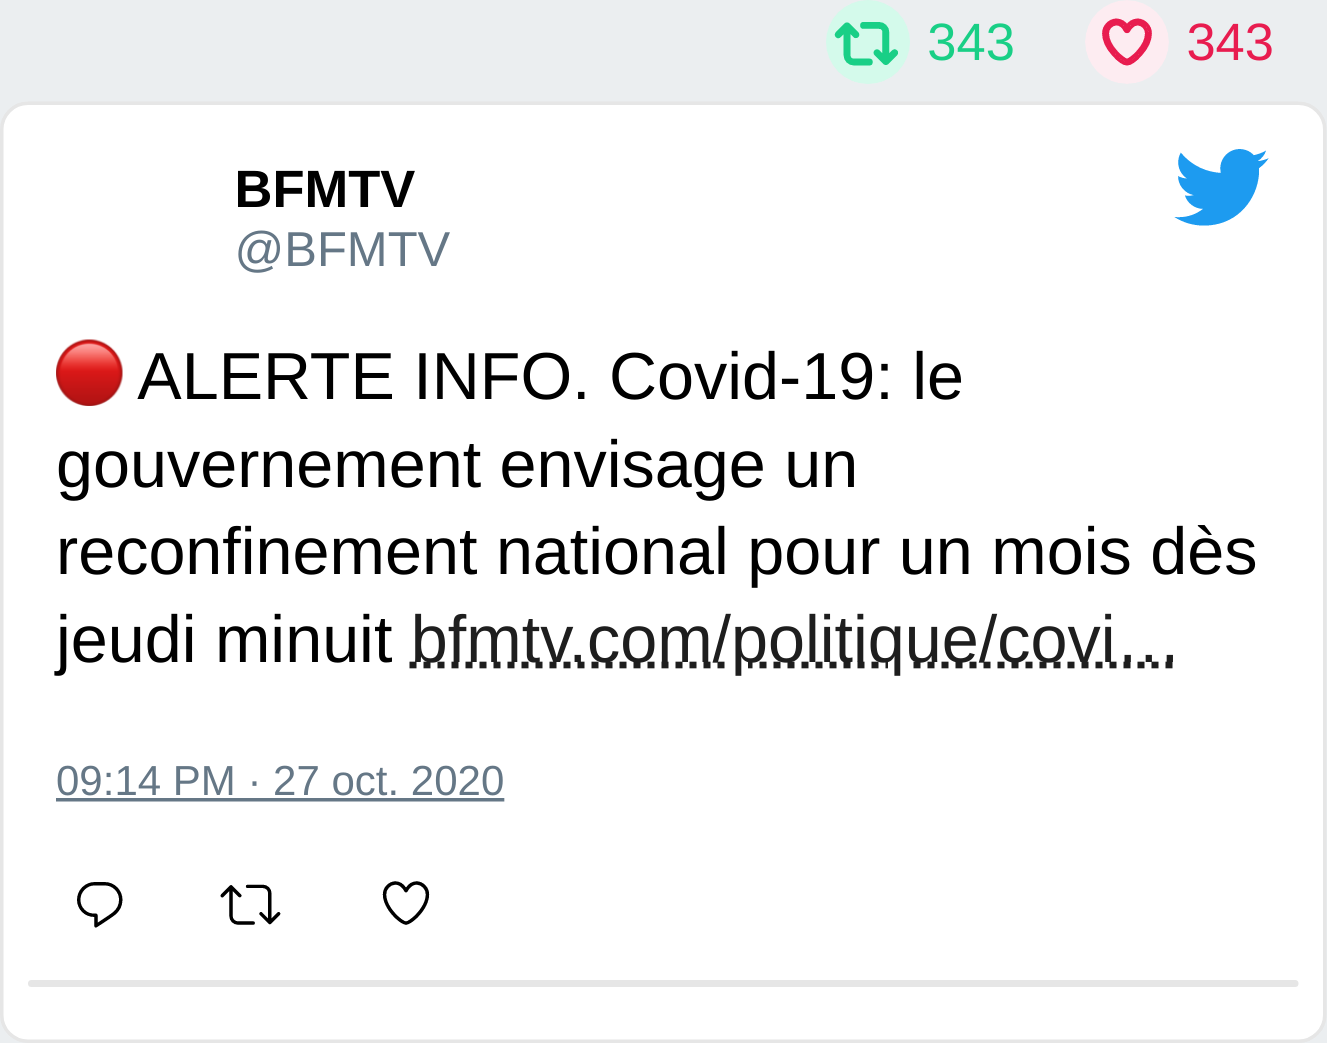 343 343
BFMTV
@BFMTV
🔴 ALERTE INFO. Covid-19: le
gouvernement envisage un
reconfinement national pour un mois dès
jeudi minuit bfmtv.com/politique/covi…
09:14 PM · 27 oct. 2020